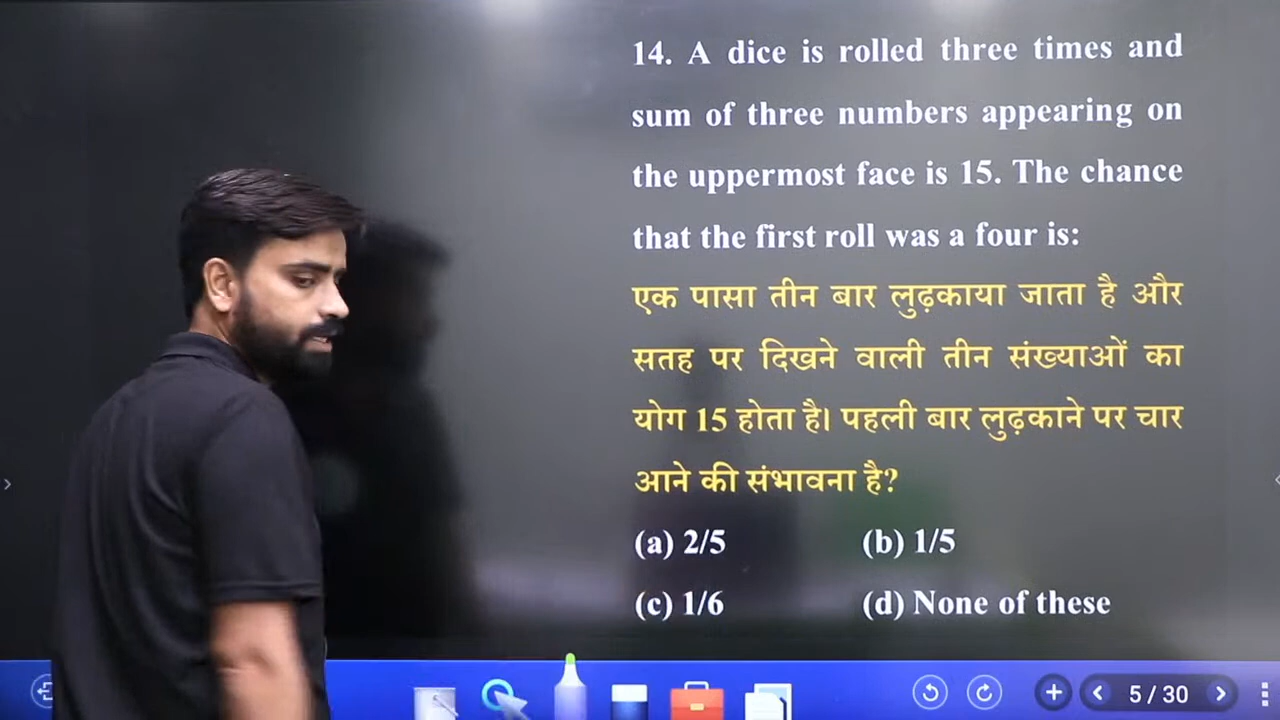 14. A dice is rolled three times and
sum of three numbers appearing on
the uppermost face is 15. The chance
that the first roll was a four is:
एक पासा तीन बार लुढ़काया जाता है और
सतह पर दिखने वाली तीन संख्याओं का
योग 15 होता है। पहली बार लुढ़काने पर चार
आने की संभावना है?
(a) 2/5 (b) 1/5
(c) 1/6 (d) None of these
5 / 30